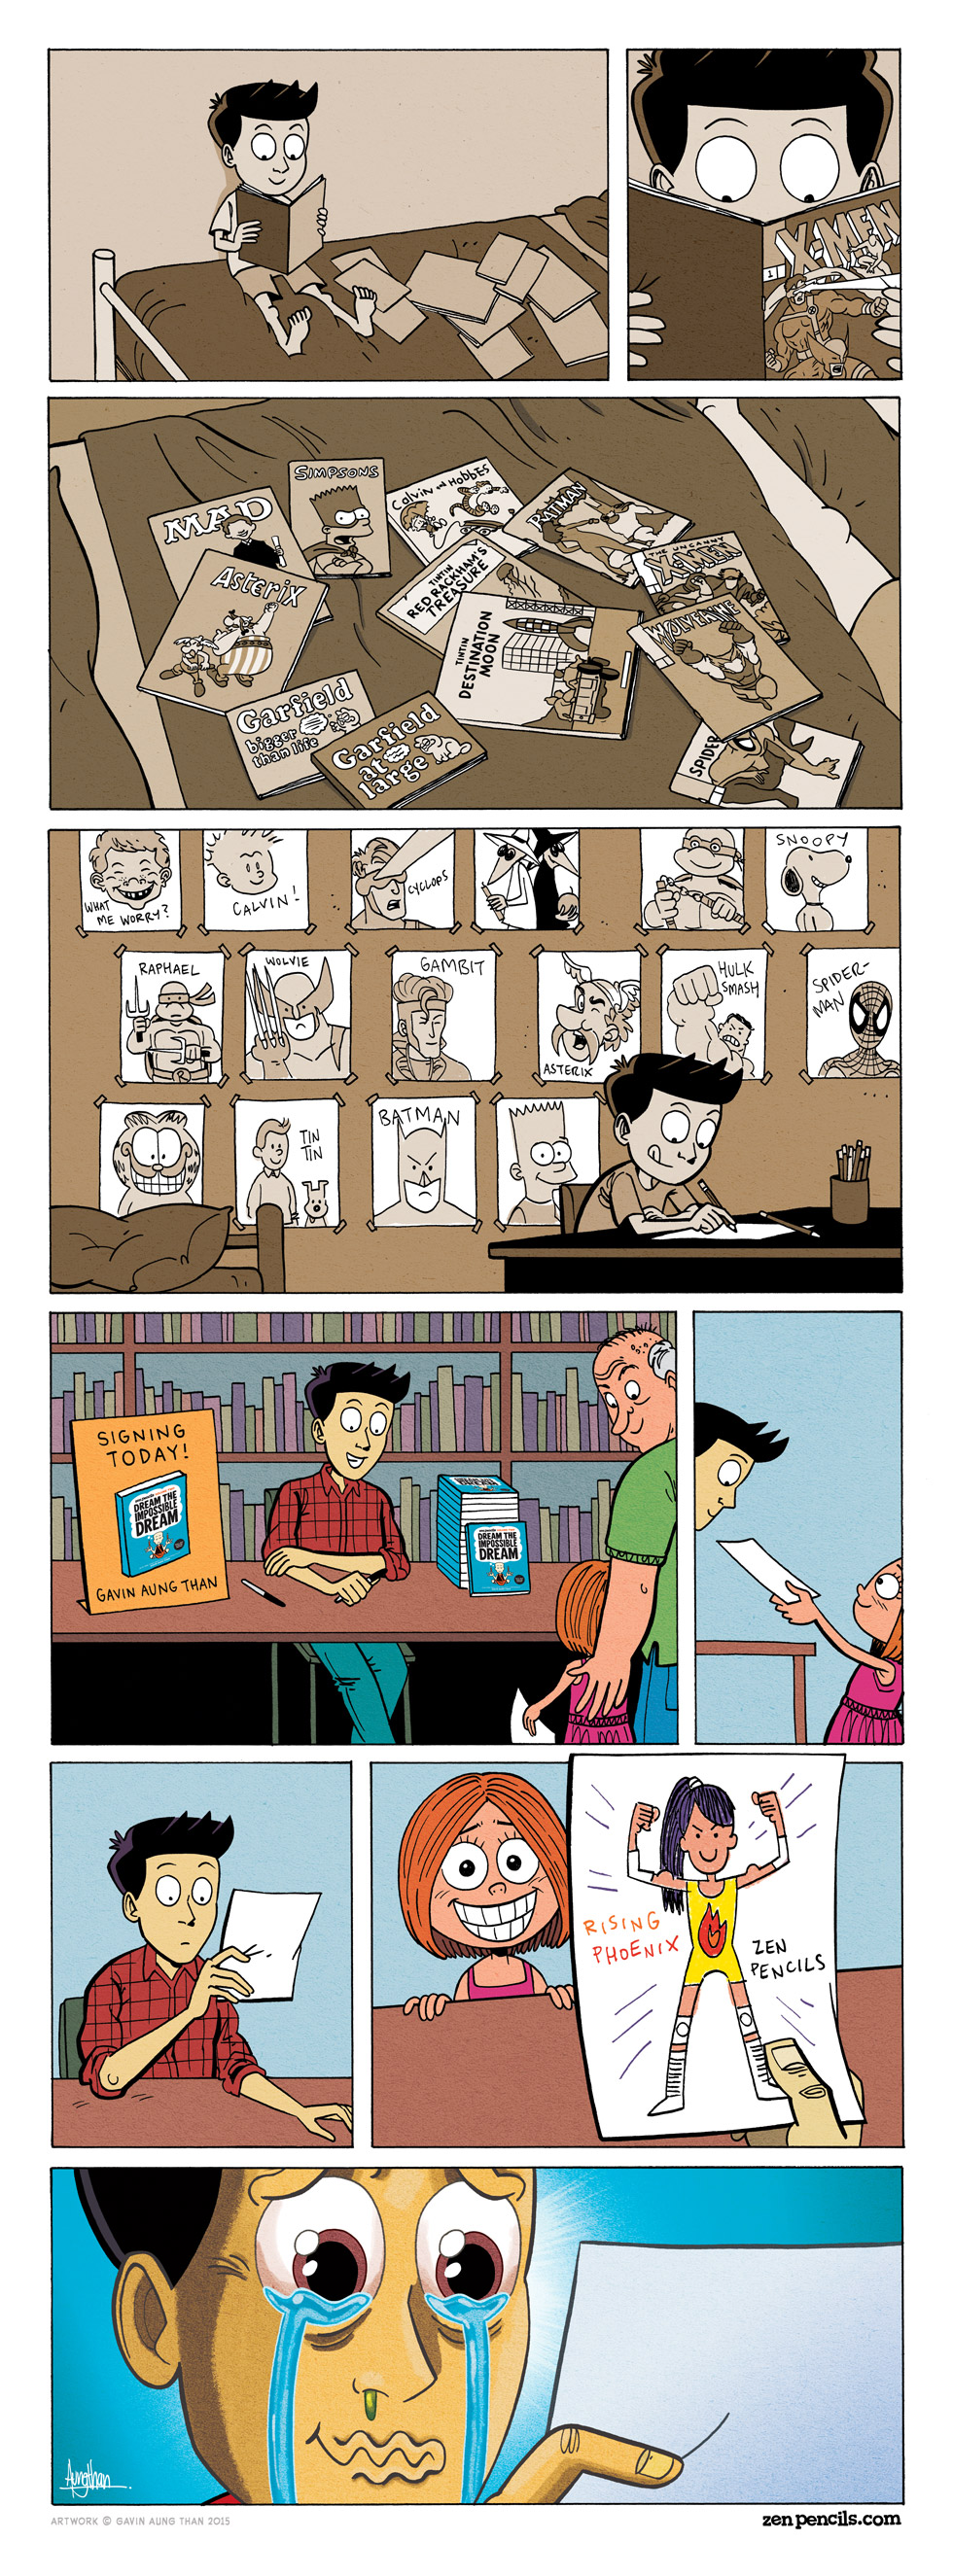 X-MEN
1
SIMPSONS
MAD
CALVIN AND HOBBES
BATMAN
THE UNCANNY
X-MEN
Asterix
TINTIN
RED RACKHAM'S
TREASURE
TINTIN
DESTINATION
MOON
WOLVERINE
Garfield
bigger
than life
Garfield
at
large
SPIDER
WHAT
ME WORRY?
CALVIN!
CYCLOPS
SNOOPY
RAPHAEL
WOLVIE
GAMBIT
ASTERIX
HULK
SMASH
SPIDER-
MAN
R
TIN
TIN
BATMAN
SIGNING
TODAY!
DREAM THE
IMPOSSIBLE
DREAM
GAVIN AUNG THAN
DREAM THE
IMPOSSIBLE
DREAM
RISING
PHOENIX
ZEN
PENCILS
Aungthan
ARTWORK © GAVIN AUNG THAN 2015
zenpencils.com